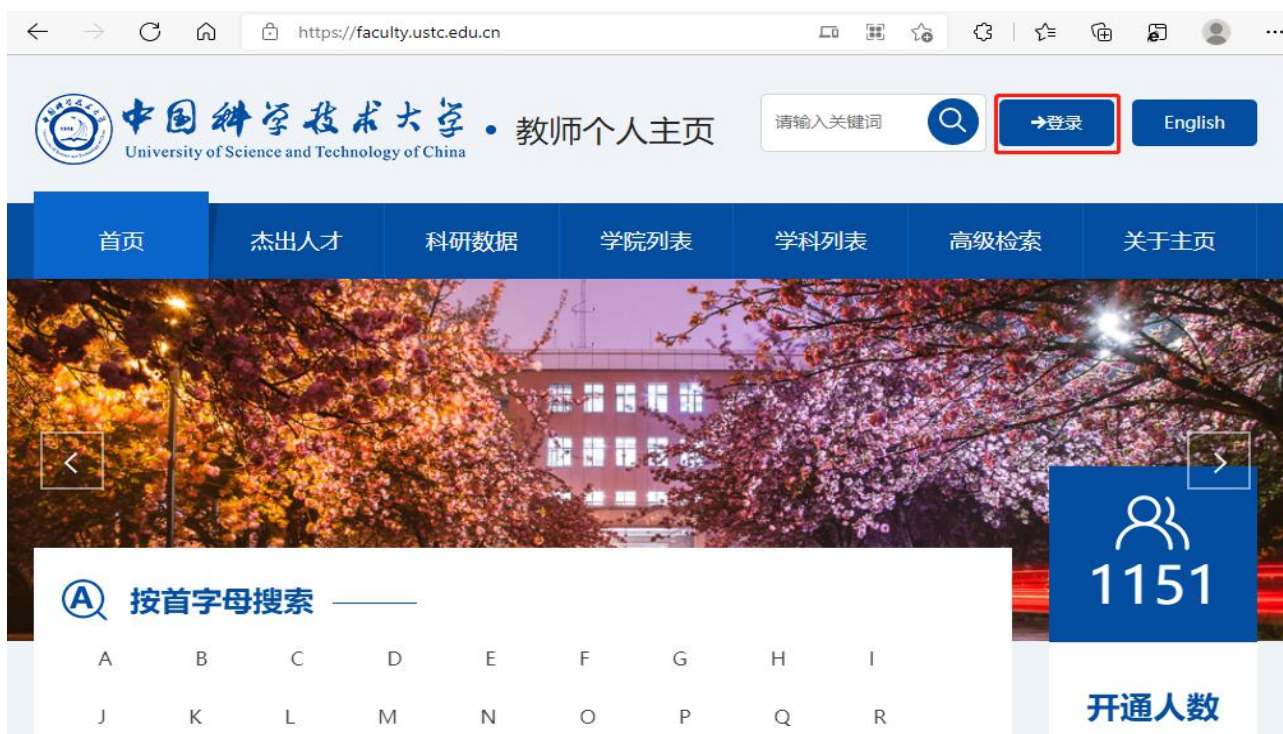 https://faculty.ustc.edu.cn
中国科学技术大学
University of Science and Technology of China
• 教师个人主页
请输入关键词
➔登录
English
首页 杰出人才 科研数据 学院列表 学科列表 高级检索 关于主页
<
>
1151
开通人数
A 按首字母搜索
A B C D E F G H I
J K L M N O P Q R